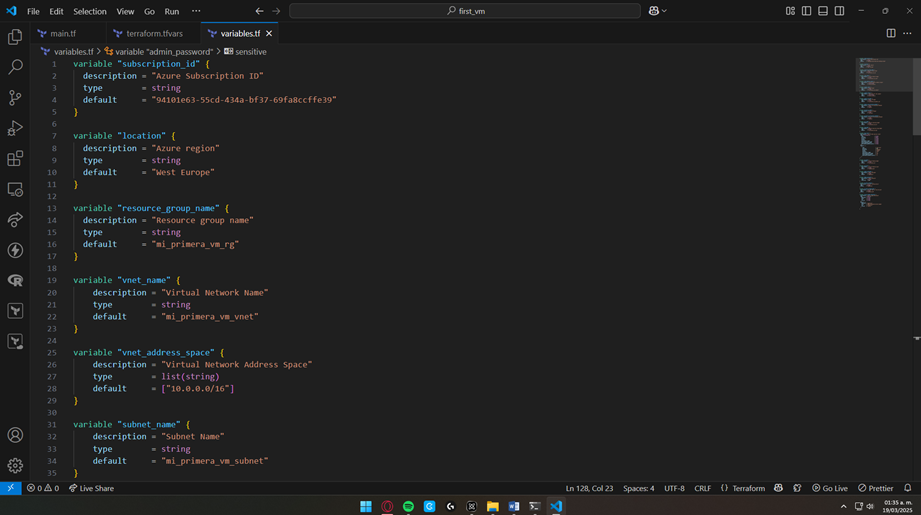 File Edit Selection View Go Run ··· first_vm
main.tf terraform.tfvars variables.tf
variables.tf > variable "admin_password" > sensitive
1 variable "subscription_id" {
2 description = "Azure Subscription ID"
3 type = string
4 default = "94101e63-55cd-434a-bf37-69fa8ccffe39"
5 }
6
7 variable "location" {
8 description = "Azure region"
9 type = string
10 default = "West Europe"
11 }
12
13 variable "resource_group_name" {
14 description = "Resource group name"
15 type = string
16 default = "mi_primera_vm_rg"
17 }
18
19 variable "vnet_name" {
20 description = "Virtual Network Name"
21 type = string
22 default = "mi_primera_vm_vnet"
23 }
24
25 variable "vnet_address_space" {
26 description = "Virtual Network Address Space"
27 type = list(string)
28 default = ["10.0.0.0/16"]
29 }
30
31 variable "subnet_name" {
32 description = "Subnet Name"
33 type = string
34 default = "mi_primera_vm_subnet"
35 }
0 0 Live Share Ln 128, Col 23 Spaces: 4 UTF-8 CRLF {} Terraform Go Live Prettier
01:35 a. m.
19/03/2025